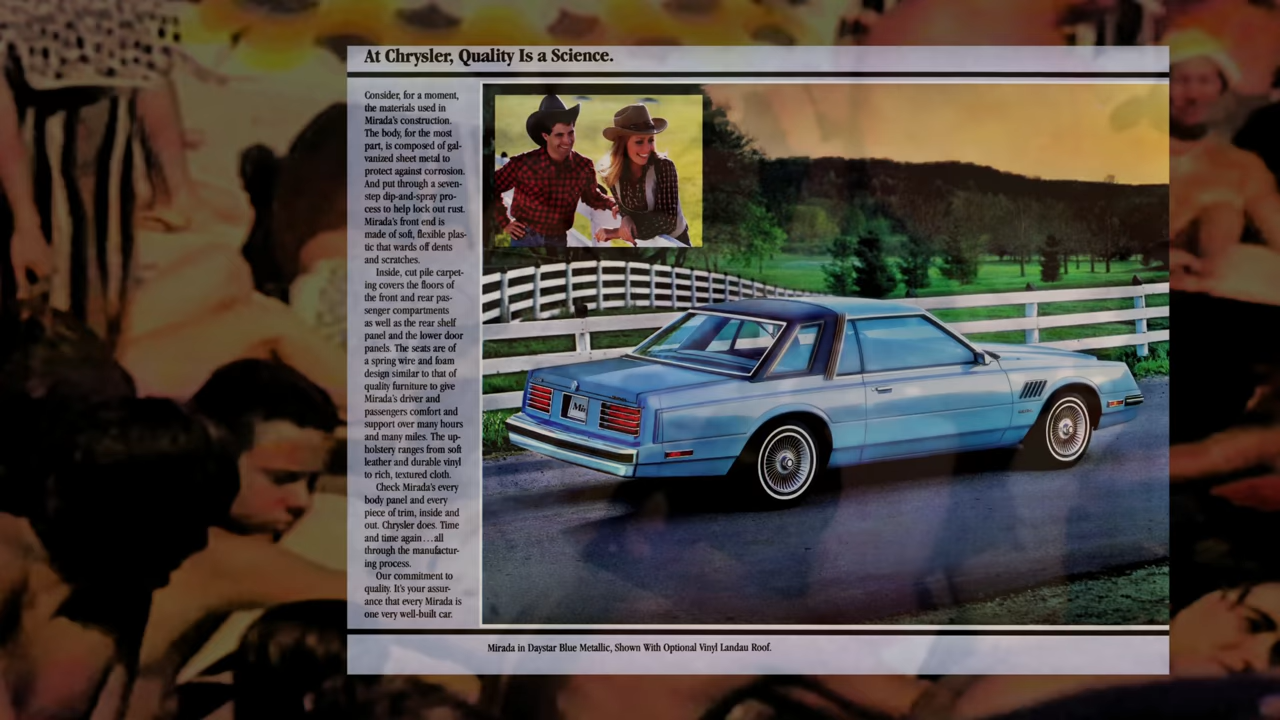 At Chrysler, Quality Is a Science.
Consider, for a moment,
the materials used in
Mirada's construction.
The body, for the most
part, is composed of gal-
vanized sheet metal to
protect against corrosion.
And put through a seven-
step dip-and-spray pro-
cess to help lock out rust.
Mirada's front end is
made of soft, flexible plas-
tic that wards off dents
and scratches.
Inside, cut pile carpet-
ing covers the floors of
the front and rear pas-
senger compartments
as well as the rear shelf
panel and the lower door
panels. The seats are of
a spring wire and foam
design similar to that of
quality furniture to give
Mirada's driver and
passengers comfort and
support over many hours
and many miles. The up-
holstery ranges from soft
leather and durable vinyl
to rich, textured cloth.
Check Mirada's every
body panel and every
piece of trim, inside and
out. Chrysler does. Time
and time again...all
through the manufactur-
ing process.
Our commitment to
quality. It's your assur-
ance that every Mirada is
one very well-built car.
Mirada in Daystar Blue Metallic, Shown With Optional Vinyl Landau Roof.